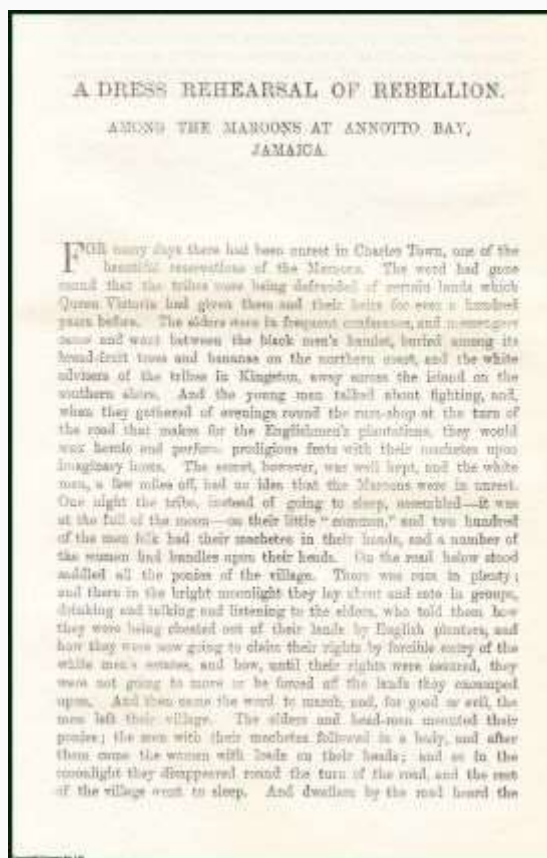 A DRESS REHEARSAL OF REBELLION.
AMONG THE MAROONS AT ANNOTTO BAY,
JAMAICA.
FOR many days there had been unrest in Charles Town, one of the
beautiful reservations of the Maroons. The word had gone
round that the tribes were being defrauded of certain lands which
Queen Victoria had given them and their heirs for ever a hundred
years before. The elders were in frequent conference, and messengers
came and went between the black men's hamlet, buried among its
bread-fruit trees and bananas on the northern coast, and the white
advisers of the tribes in Kingston, away across the island on the
southern shore. And the young men talked about fighting, and,
when they gathered of evenings round the rum-shop at the turn of
the road that makes for the Englishmen's plantations, they would
wax heroic and perform prodigious feats with their machetes upon
imaginary hosts. The secret, however, was well kept, and the white
men, a few miles off, had no idea that the Maroons were in unrest.
One night the tribe, instead of going to sleep, assembled—it was
at the full of the moon—on their little "common," and two hundred
of the men folk had their machetes in their hands, and a number of
the women had bundles upon their heads. On the road below stood
saddled all the ponies of the village. There was rum in plenty;
and there in the bright moonlight they lay about and sate in groups,
drinking and talking and listening to the elders, who told them how
they were being cheated out of their lands by English planters, and
how they were now going to claim their rights by forcible entry of the
white men's estates, and how, until their rights were assured, they
were not going to move or be forced off the lands they encamped
upon. And then came the word to march, and, for good or evil, the
men left their village. The elders and head-men mounted their
ponies; the men with their machetes followed in a body, and after
them came the women with loads on their heads; and so in the
moonlight they disappeared round the turn of the road, and the rest
of the village went to sleep. And dwellers by the road heard the